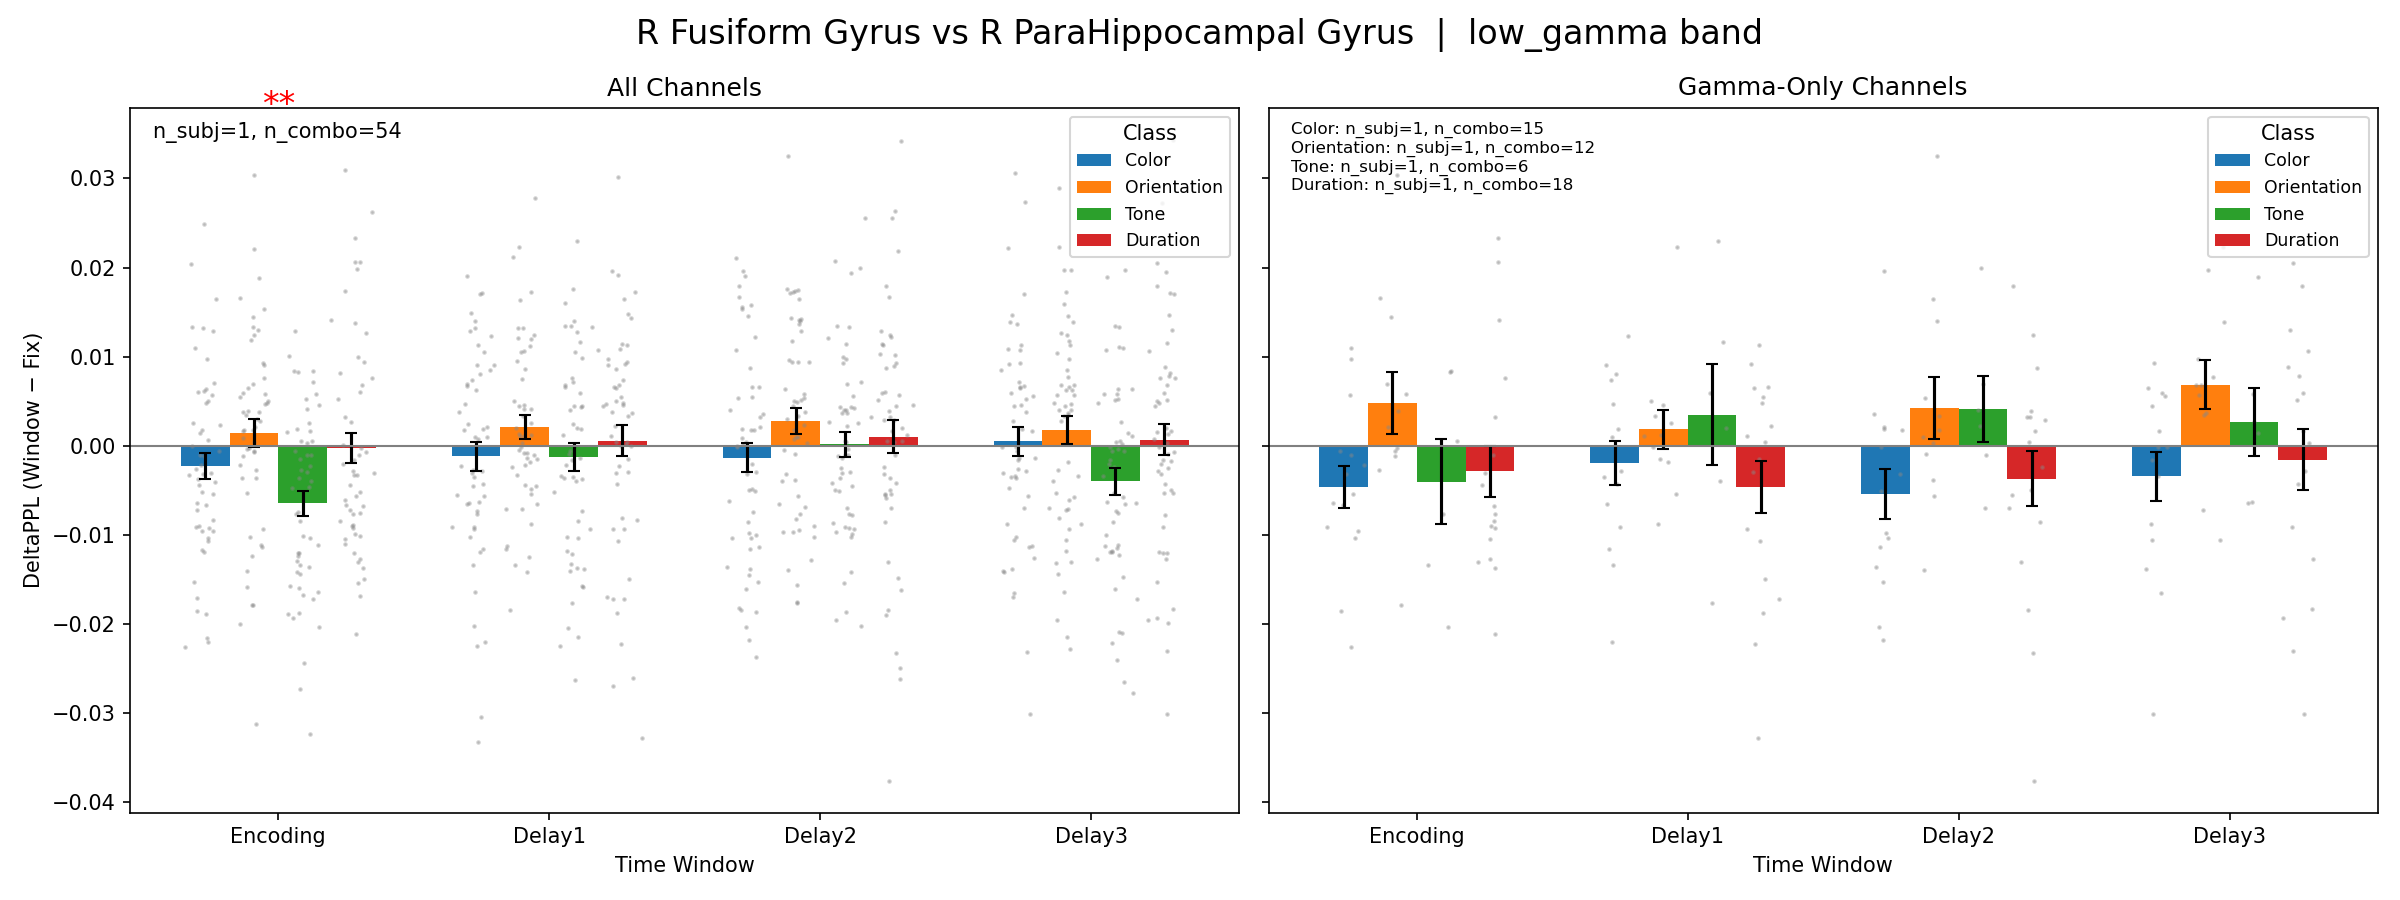 R Fusiform Gyrus vs R ParaHippocampal Gyrus | low_gamma band
All Channels
**
n_subj=1, n_combo=54
Class
Color
Orientation
Tone
Duration
DeltaPPL (Window − Fix)
0.03
0.02
0.01
0.00
−0.01
−0.02
−0.03
−0.04
Encoding
Delay1
Delay2
Delay3
Time Window
Gamma-Only Channels
Color: n_subj=1, n_combo=15
Orientation: n_subj=1, n_combo=12
Tone: n_subj=1, n_combo=6
Duration: n_subj=1, n_combo=18
Class
Color
Orientation
Tone
Duration
Encoding
Delay1
Delay2
Delay3
Time Window